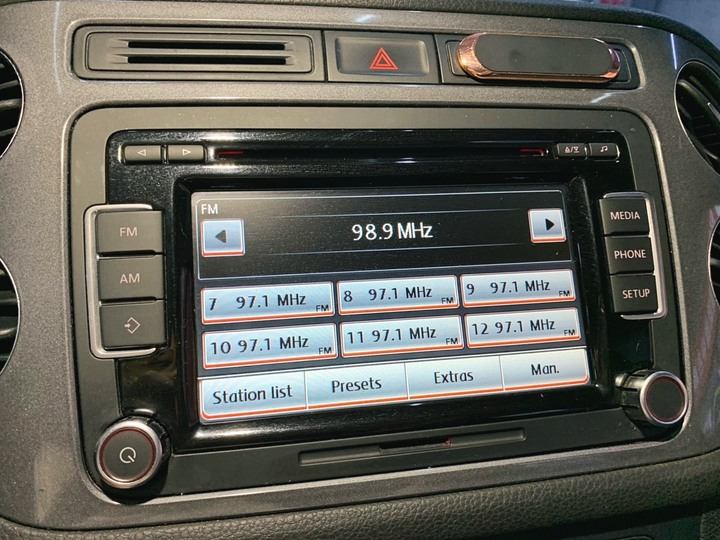 FM
98.9 MHz
FM
AM
MEDIA
PHONE
SETUP
7 97.1 MHz FM
8 97.1 MHz FM
9 97.1 MHz FM
10 97.1 MHz FM
11 97.1 MHz FM
12 97.1 MHz FM
Station list
Presets
Extras
Man.